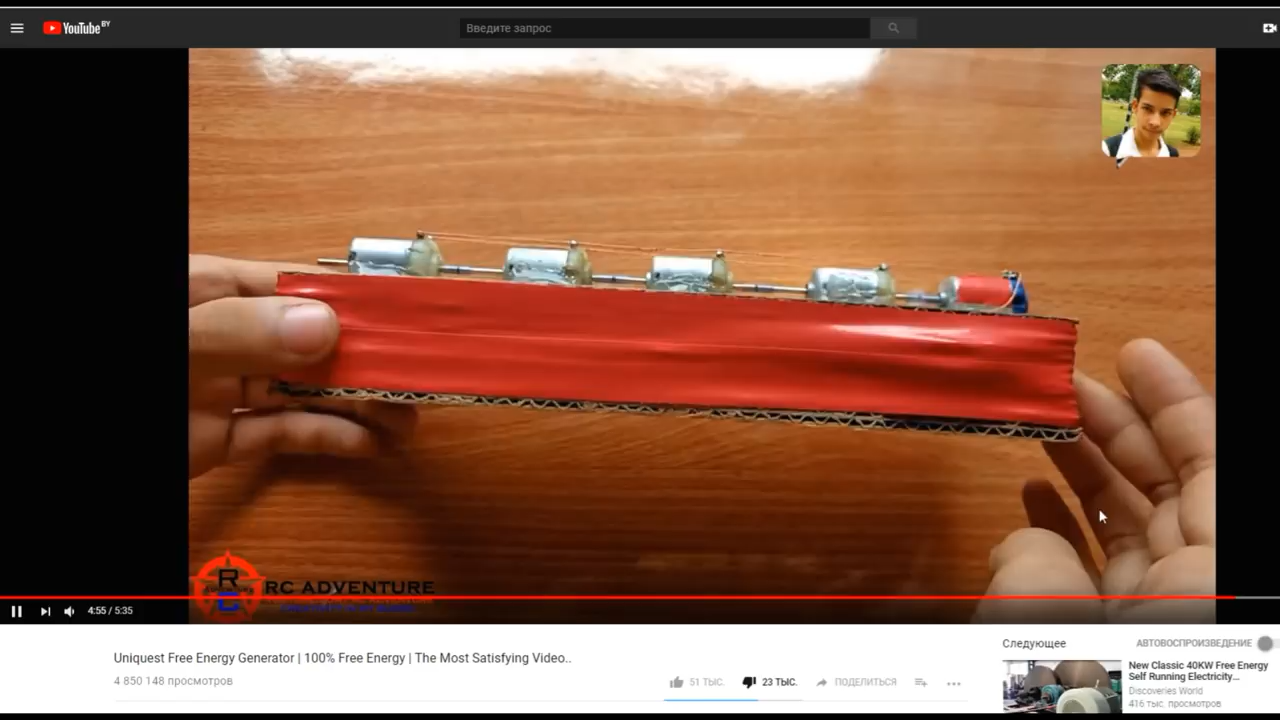 YouTube BY
Введите запрос
RC ADVENTURE
4:55 / 5:35
Uniquest Free Energy Generator | 100% Free Energy | The Most Satisfying Video..
4 850 148 просмотров
51 ТЫС.
23 ТЫС.
ПОДЕЛИТЬСЯ
Следующее
АВТОВОСПРОИЗВЕДЕНИЕ
New Classic 40KW Free Energy
Self Running Electricity...
Discoveries World
416 тыс. просмотров